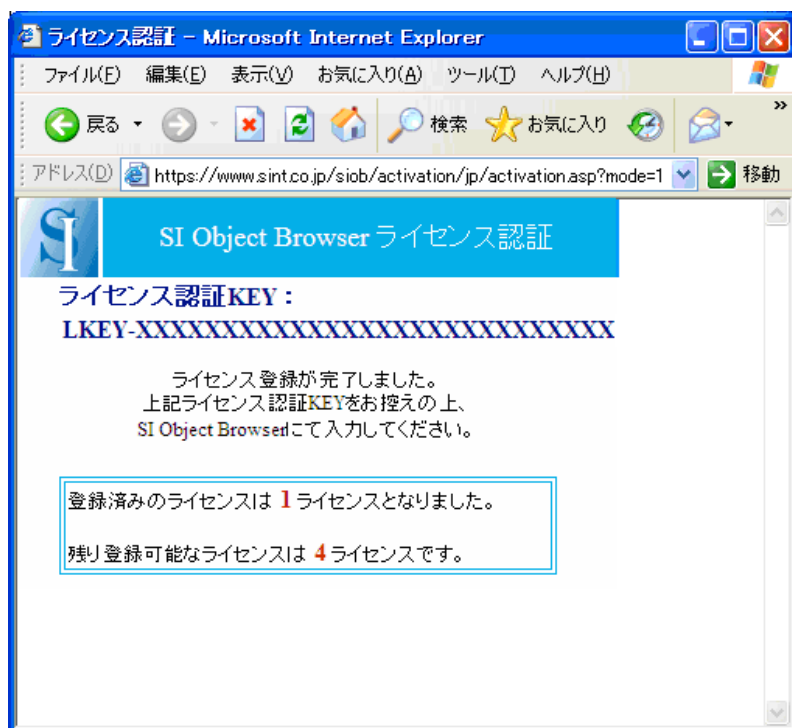 ライセンス認証 - Microsoft Internet Explorer
ファイル(F) 編集(E) 表示(V) お気に入り(A) ツール(T) ヘルプ(H)
戻る 検索 お気に入り »
アドレス(D) https://www.sint.co.jp/siob/activation/jp/activation.asp?mode=1 移動
SI SI Object Browser ライセンス認証
ライセンス認証KEY：
LKEY-XXXXXXXXXXXXXXXXXXXXXXXXXXXX
ライセンス登録が完了しました。
上記ライセンス認証KEYをお控えの上、
SI Object Browserにて入力してください。
登録済みのライセンスは 1 ライセンスとなりました。
残り登録可能なライセンスは 4 ライセンスです。